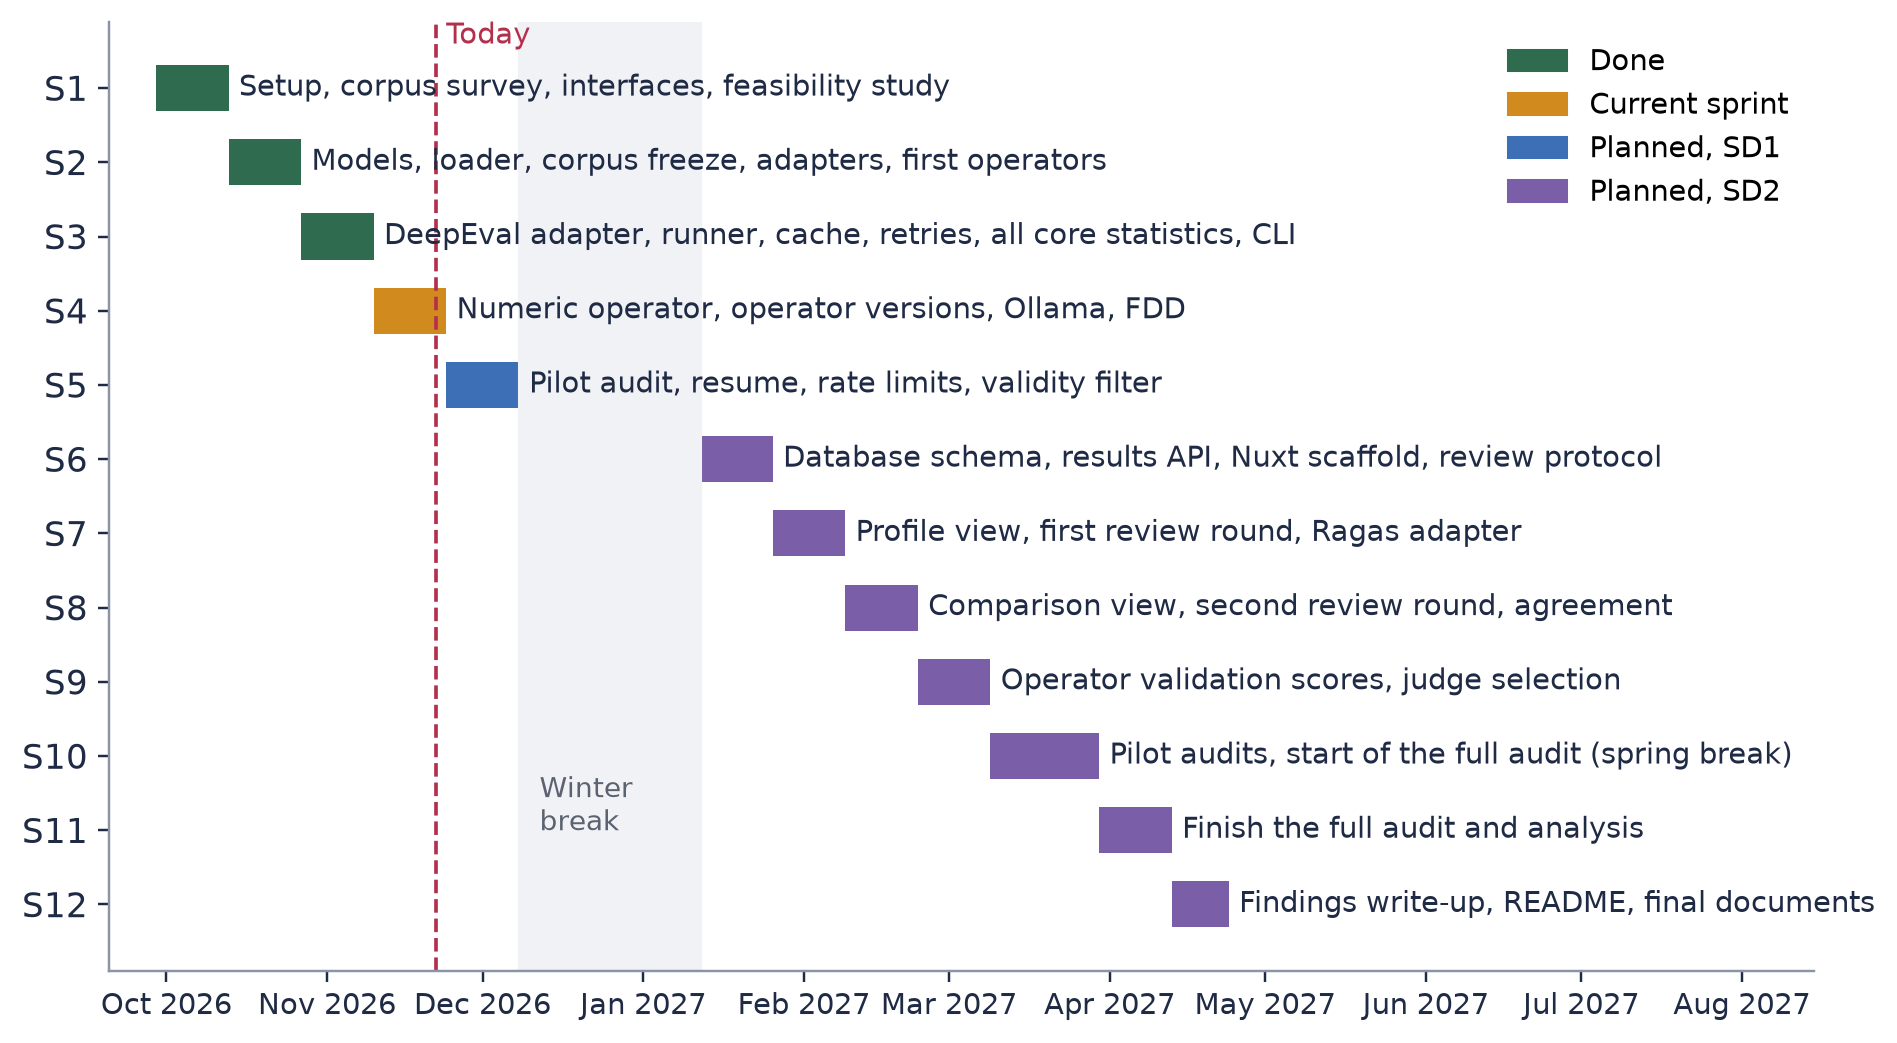 Today
S1 Setup, corpus survey, interfaces, feasibility study
S2 Models, loader, corpus freeze, adapters, first operators
S3 DeepEval adapter, runner, cache, retries, all core statistics, CLI
S4 Numeric operator, operator versions, Ollama, FDD
S5 Pilot audit, resume, rate limits, validity filter
S6 Database schema, results API, Nuxt scaffold, review protocol
S7 Profile view, first review round, Ragas adapter
S8 Comparison view, second review round, agreement
S9 Operator validation scores, judge selection
S10 Pilot audits, start of the full audit (spring break)
S11 Finish the full audit and analysis
S12 Findings write-up, README, final documents
Winter
break
Done
Current sprint
Planned, SD1
Planned, SD2
Oct 2026 Nov 2026 Dec 2026 Jan 2027 Feb 2027 Mar 2027 Apr 2027 May 2027 Jun 2027 Jul 2027 Aug 2027